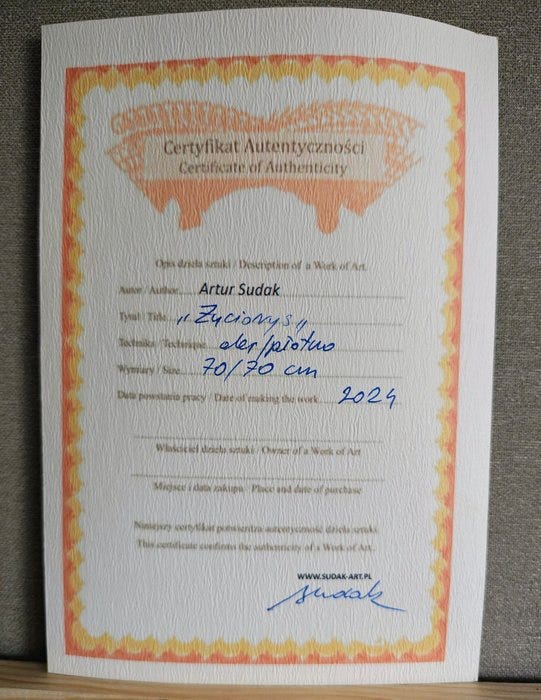 Certyfikat Autentyczności
Certificate of Authenticity
Opis dzieła sztuki / Description of a Work of Art
Autor / Author..... Artur Sudak
Tytuł / Title... „Życiorys„
Technika / Technique... olej/płótno
Wymiary / Size... 70/70 cm
Data powstania pracy / Date of making the work... 2024
Właściciel dzieła sztuki / Owner of a Work of Art
Miejsce i data zakupu / Place and date of purchase
Niniejszy certyfikat potwierdza autentyczność dzieła sztuki.
This certificate confirms the authenticity of a Work of Art.
WWW.SUDAK-ART.PL
Sudak